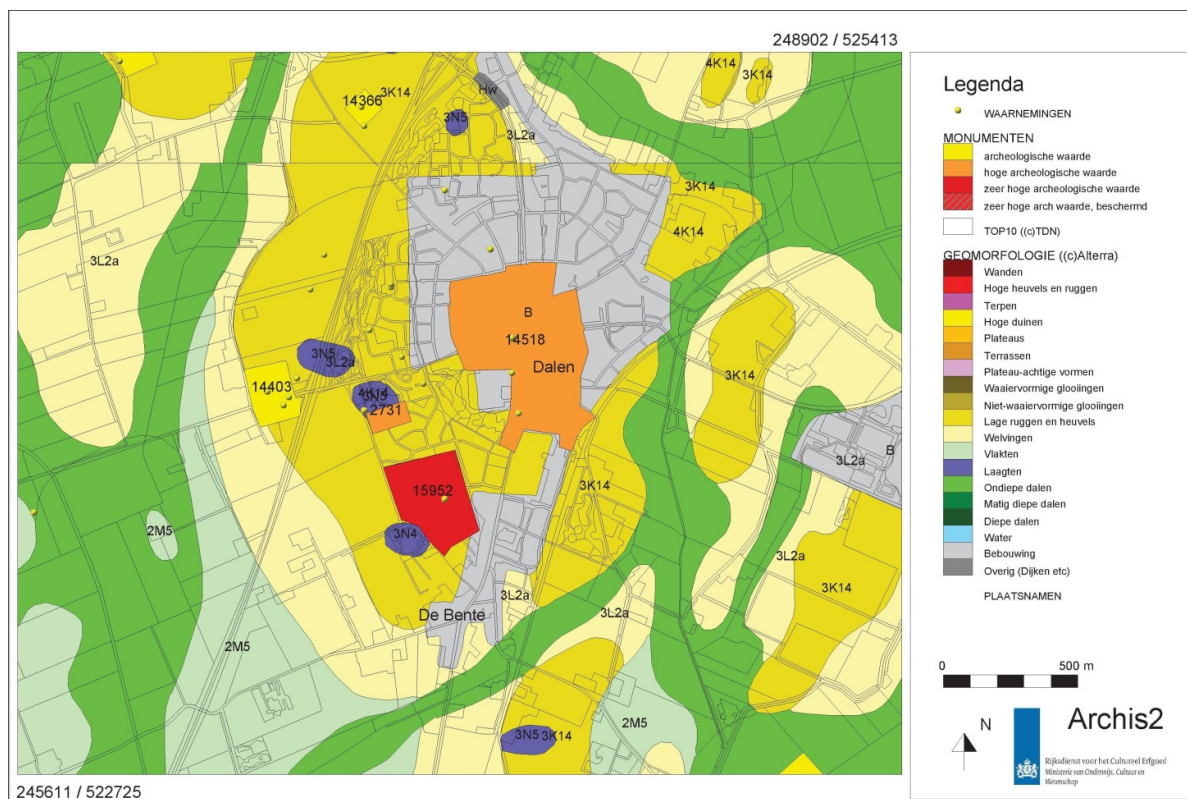 248902 / 525413
3K14
14366
Hw
3N5
3L2a
4K14
3K14
3K14
4K14
3L2a
B
14518
Dalen
3N5
3L2a
14403
4K14
3N5
2731
3K14
3L2a
B
15952
3K14
3N4
2M5
3L2a
3K14
3L2a
De Bente
3L2a
2M5
2M5
3N5
3K14
245611 / 522725
Legenda
WAARNEMINGEN
MONUMENTEN
archeologische waarde
hoge archeologische waarde
zeer hoge archeologische waarde
zeer hoge arch waarde, beschermd
TOP10 ((c)TDN)
GEOMORFOLOGIE ((c)Alterra)
Wanden
Hoge heuvels en ruggen
Terpen
Hoge duinen
Plateaus
Terrassen
Plateau-achtige vormen
Waaiervormige glooiingen
Niet-waaiervormige glooiingen
Lage ruggen en heuvels
Welvingen
Vlakten
Laagten
Ondiepe dalen
Matig diepe dalen
Diepe dalen
Water
Bebouwing
Overig (Dijken etc)
PLAATSNAMEN
0 500 m
N
Archis2
Rijksdienst voor het Cultureel Erfgoed
Ministerie van Onderwijs, Cultuur en
Wetenschap